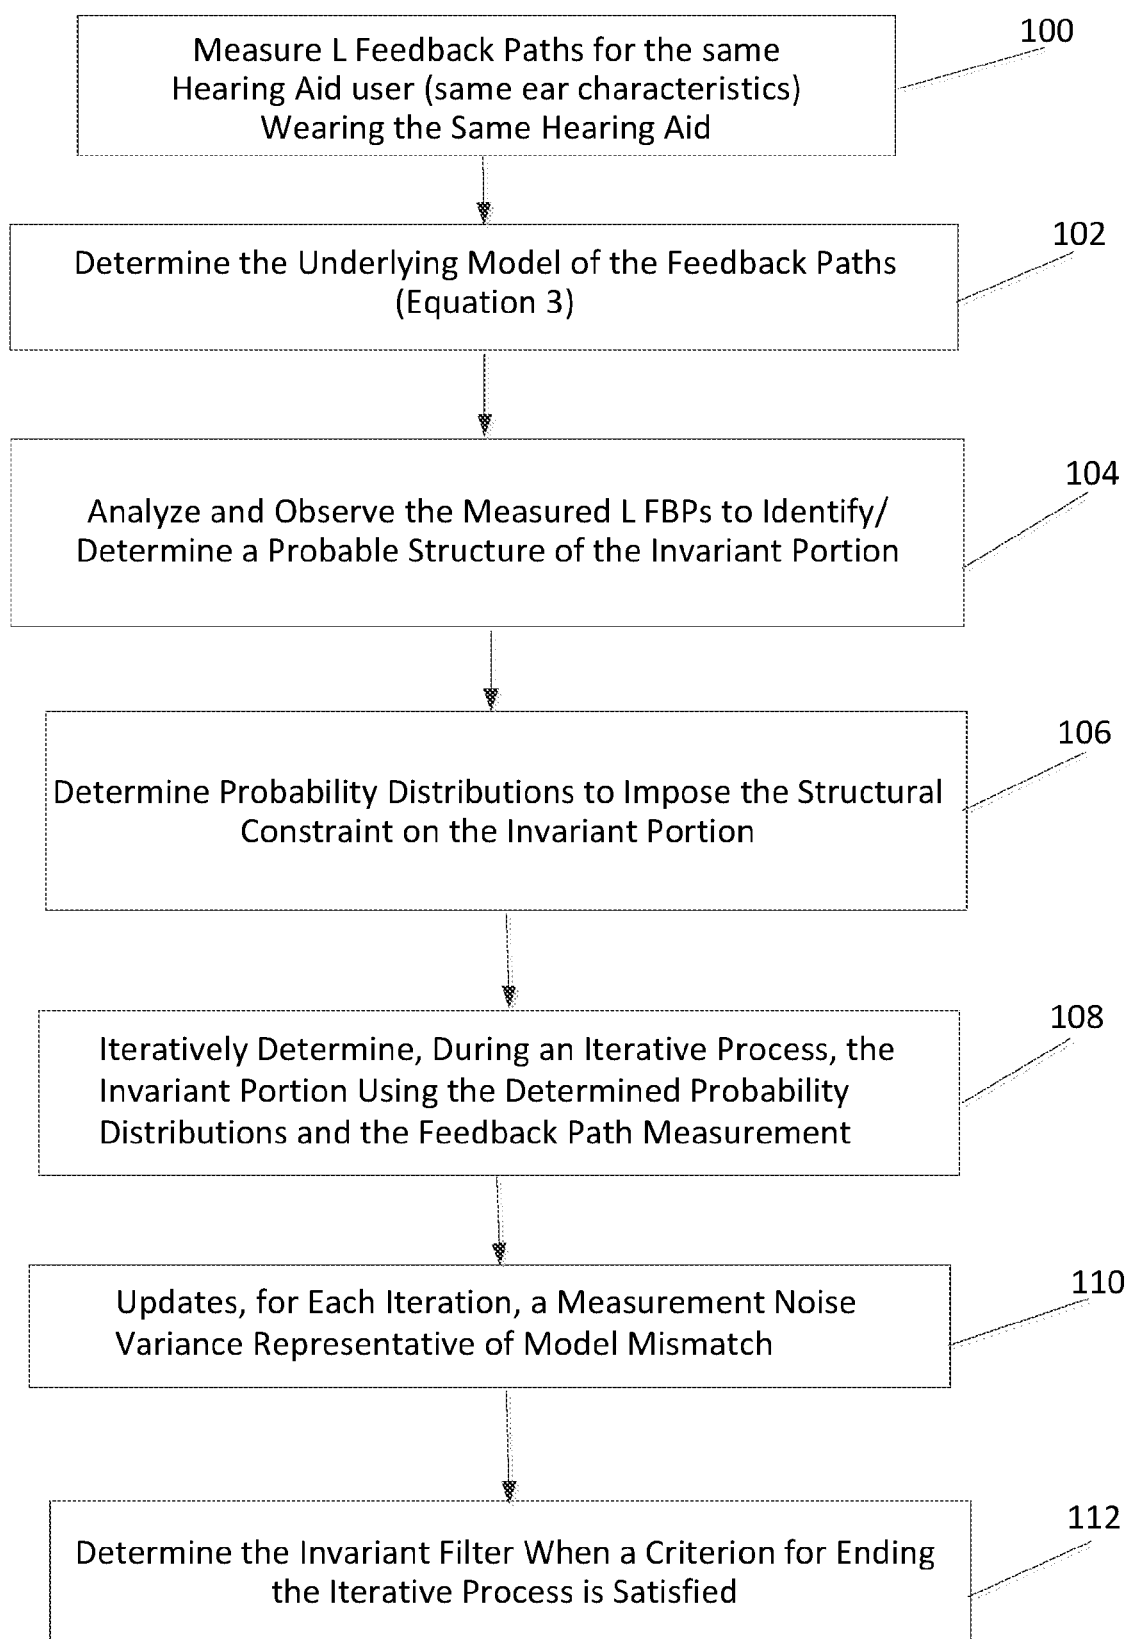 100
Measure L Feedback Paths for the same
Hearing Aid user (same ear characteristics)
Wearing the Same Hearing Aid
102
Determine the Underlying Model of the Feedback Paths
(Equation 3)
104
Analyze and Observe the Measured L FBPs to Identify/
Determine a Probable Structure of the Invariant Portion
106
Determine Probability Distributions to Impose the Structural
Constraint on the Invariant Portion
108
Iteratively Determine, During an Iterative Process, the
Invariant Portion Using the Determined Probability
Distributions and the Feedback Path Measurement
110
Updates, for Each Iteration, a Measurement Noise
Variance Representative of Model Mismatch
112
Determine the Invariant Filter When a Criterion for Ending
the Iterative Process is Satisfied